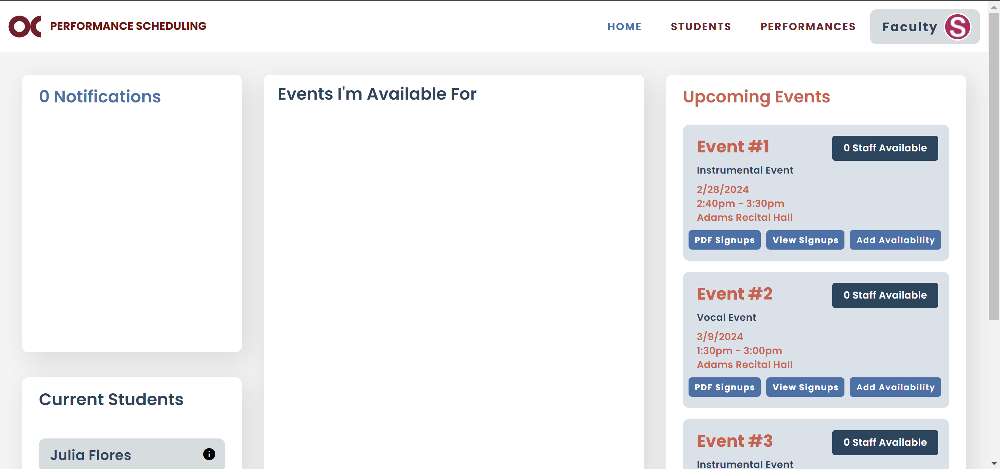 OC PERFORMANCE SCHEDULING
HOME STUDENTS PERFORMANCES Faculty S
0 Notifications
Current Students
Julia Flores
Events I'm Available For
Upcoming Events
Event #1
0 Staff Available
Instrumental Event
2/28/2024
2:40pm - 3:30pm
Adams Recital Hall
PDF Signups View Signups Add Availability
Event #2
0 Staff Available
Vocal Event
3/9/2024
1:30pm - 3:00pm
Adams Recital Hall
PDF Signups View Signups Add Availability
Event #3
0 Staff Available
Instrumental Event